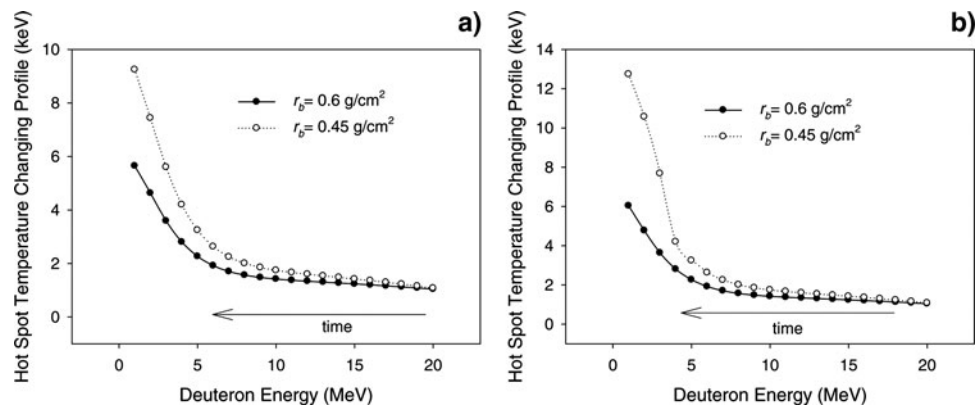 a)
Hot Spot Temperature Changing Profile (keV)
10
8
6
4
2
0
r_b= 0.6 g/cm²
r_b= 0.45 g/cm²
time
0 5 10 15 20
Deuteron Energy (MeV)
b)
Hot Spot Temperature Changing Profile (keV)
14
12
10
8
6
4
2
0
r_b= 0.6 g/cm²
r_b= 0.45 g/cm²
time
0 5 10 15 20
Deuteron Energy (MeV)